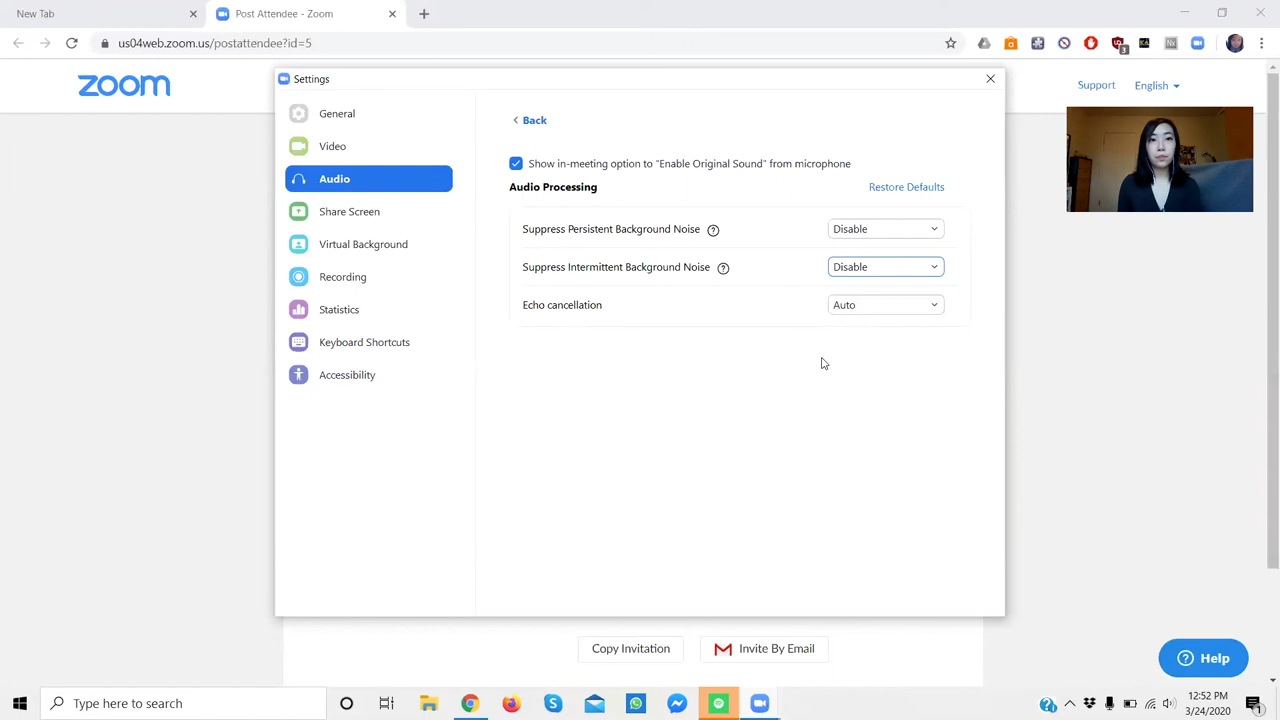 New Tab
Post Attendee - Zoom
us04web.zoom.us/postattendee?id=5
3
Nx
zoom
Support
English
Settings
General
Video
Audio
Share Screen
Virtual Background
Recording
Statistics
Keyboard Shortcuts
Accessibility
Back
Show in-meeting option to "Enable Original Sound" from microphone
Audio Processing
Restore Defaults
Suppress Persistent Background Noise
Disable
Suppress Intermittent Background Noise
Disable
Echo cancellation
Auto
Copy Invitation
Invite By Email
Help
Type here to search
12:52 PM
3/24/2020
1